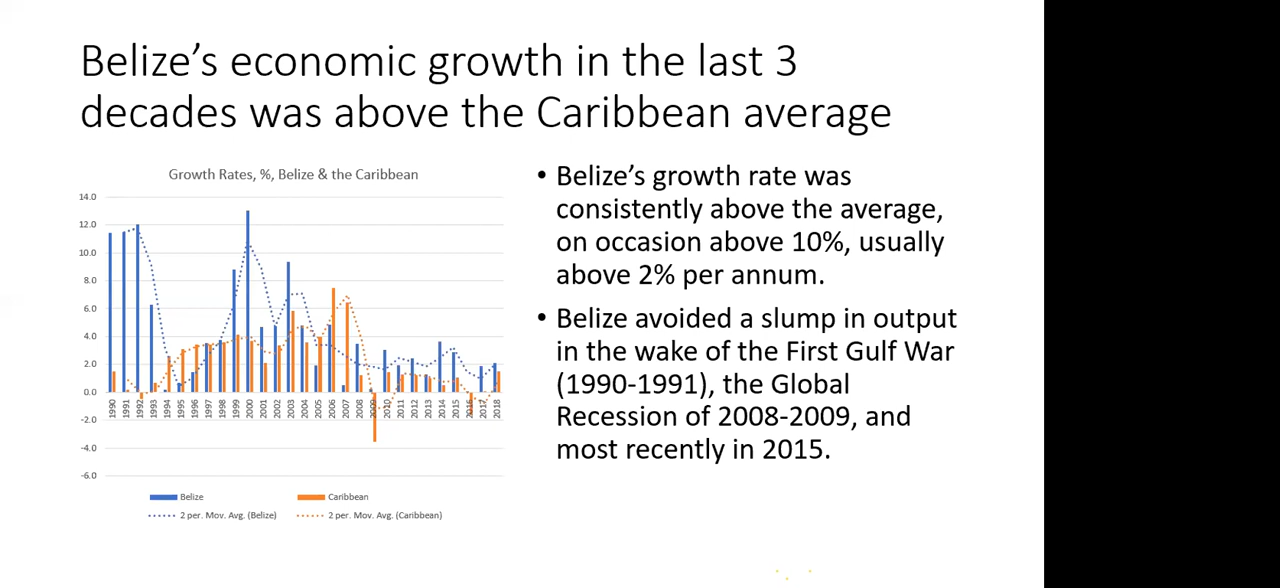 Belize’s economic growth in the last 3
decades was above the Caribbean average
Growth Rates, %, Belize & the Caribbean
14.0
12.0
10.0
8.0
6.0
4.0
2.0
0.0
-2.0
-4.0
-6.0
1990 1991 1992 1993 1994 1995 1996 1997 1998 1999 2000 2001 2002 2003 2004 2005 2006 2007 2008 2009 2010 2011 2012 2013 2014 2015 2016 2017 2018
Belize Caribbean
2 per. Mov. Avg. (Belize) 2 per. Mov. Avg. (Caribbean)
• Belize’s growth rate was
consistently above the average,
on occasion above 10%, usually
above 2% per annum.
• Belize avoided a slump in output
in the wake of the First Gulf War
(1990-1991), the Global
Recession of 2008-2009, and
most recently in 2015.